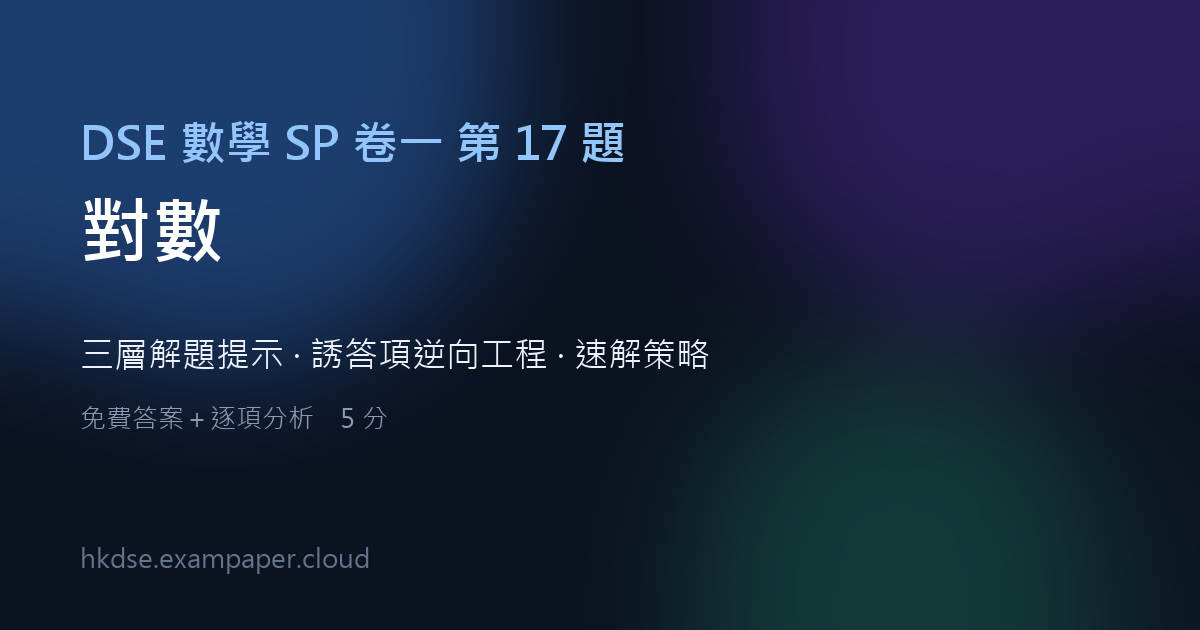 DSE 數學 SP 卷一 第 17 題
對數
三層解題提示 · 誘答項逆向工程 · 速解策略
免費答案 + 逐項分析 5 分
hkdse.exampaper.cloud